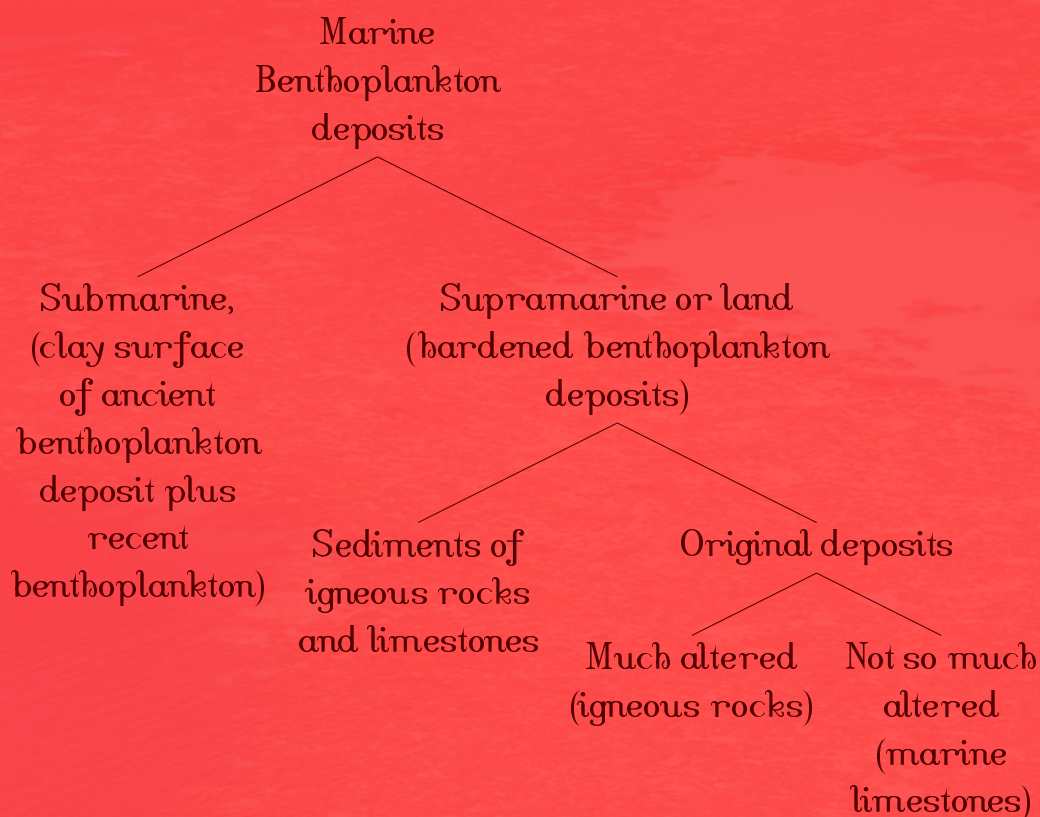 Marine
Benthoplankton
deposits
Submarine,
(clay surface
of ancient
benthoplankton
deposit plus
recent
benthoplankton)
Supramarine or land
(hardened benthoplankton
deposits)
Sediments of
igneous rocks
and limestones
Original deposits
Much altered
(igneous rocks)
Not so much
altered
(marine
limestones)